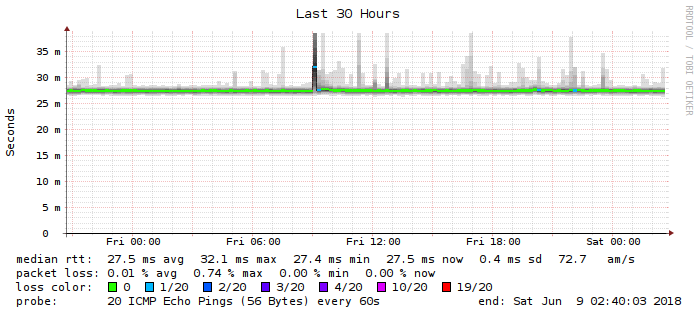 Last 30 Hours
RRDTOOL / TOBI OETIKER
Seconds
35 m
30 m
25 m
20 m
15 m
10 m
5 m
0
Fri 00:00 Fri 06:00 Fri 12:00 Fri 18:00 Sat 00:00
median rtt: 27.5 ms avg 32.1 ms max 27.4 ms min 27.5 ms now 0.4 ms sd 72.7 am/s
packet loss: 0.01 % avg 0.74 % max 0.00 % min 0.00 % now
loss color: 0 1/20 2/20 3/20 4/20 10/20 19/20
probe: 20 ICMP Echo Pings (56 Bytes) every 60s end: Sat Jun 9 02:40:03 2018